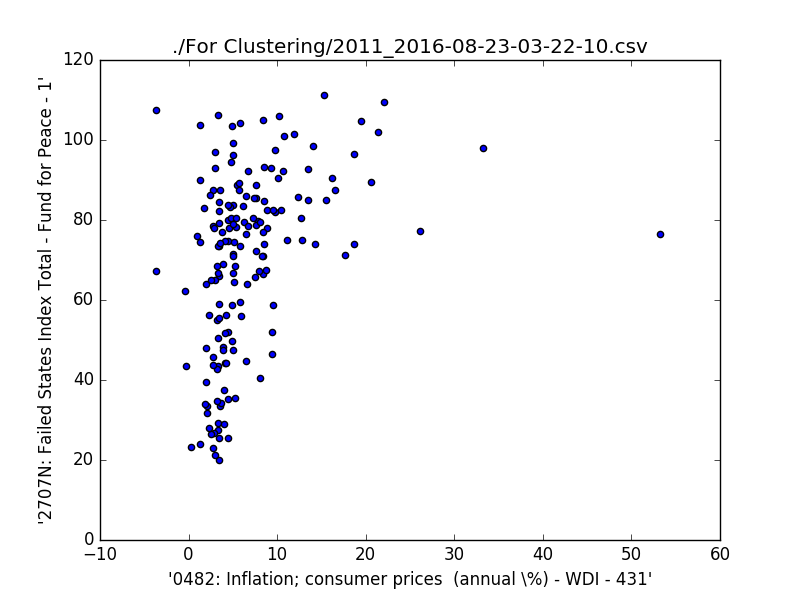 ./For Clustering/2011_2016-08-23-03-22-10.csv
'2707N: Failed States Index Total - Fund for Peace - 1'
120
100
80
60
40
20
0
−10 0 10 20 30 40 50 60
'0482: Inflation; consumer prices  (annual \%) - WDI - 431'